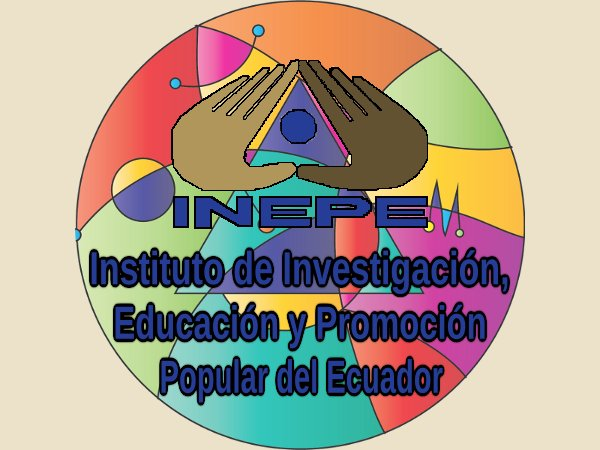 INEPE
Instituto de Investigación,
Educación y Promoción
Popular del Ecuador